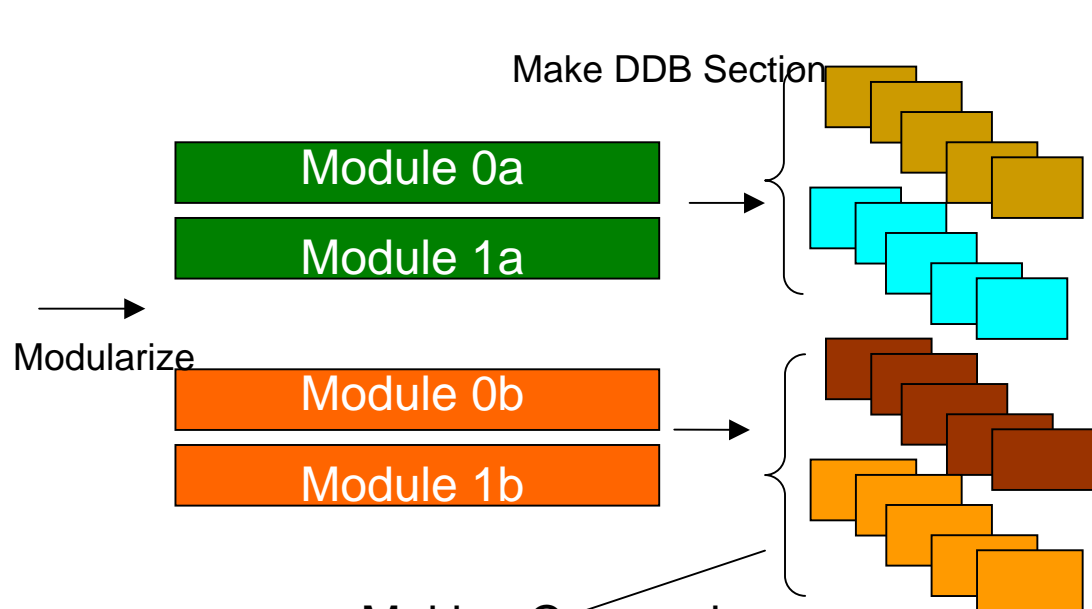 Make DDB Section
Module 0a
Module 1a
Modularize
Module 0b
Module 1b